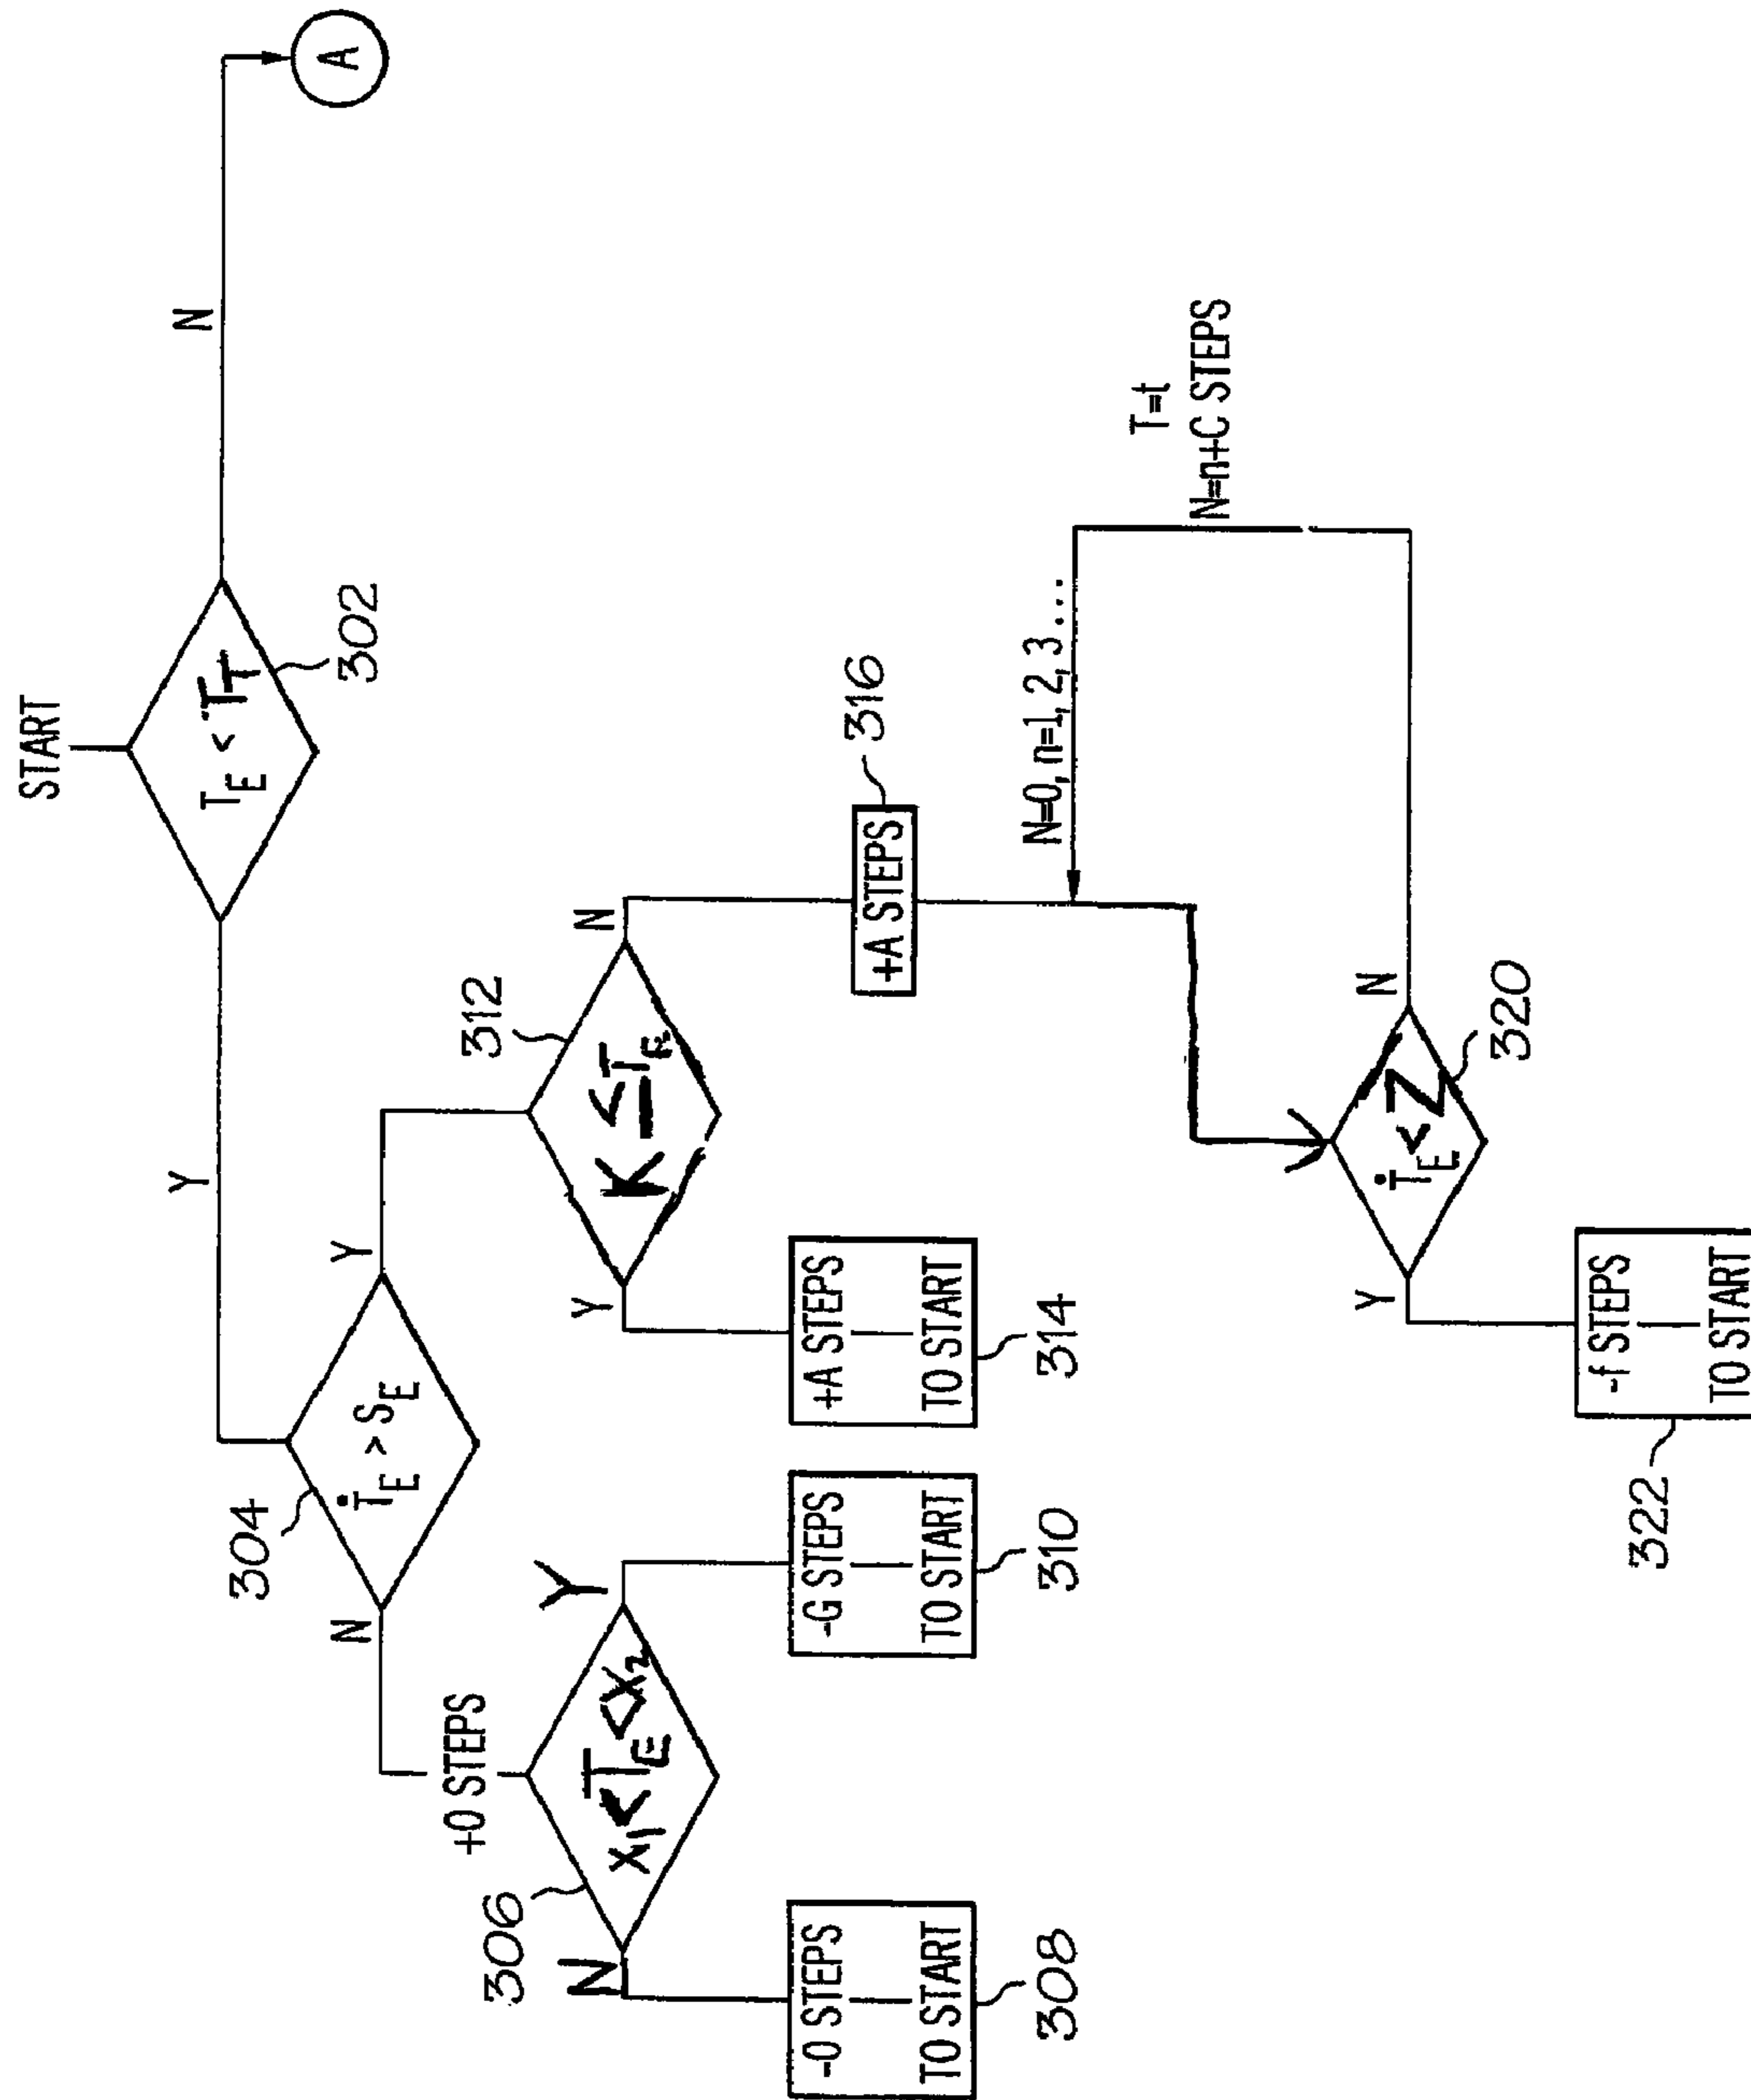 START
T_E < T_T
302
Y
N
A
Ṫ_E > S_E
304
N
Y
+0 STEPS
X₁<T_E<X₂
306
N
Y
K≤T_E
312
Y
N
-0 STEPS
TO START
308
-G STEPS
TO START
310
+A STEPS
TO START
314
+A STEPS
316
N=0, n=1, 2, 3...
T=t
N=n+C STEPS
Ṫ_E<Z
320
Y
N
-f STEPS
TO START
322